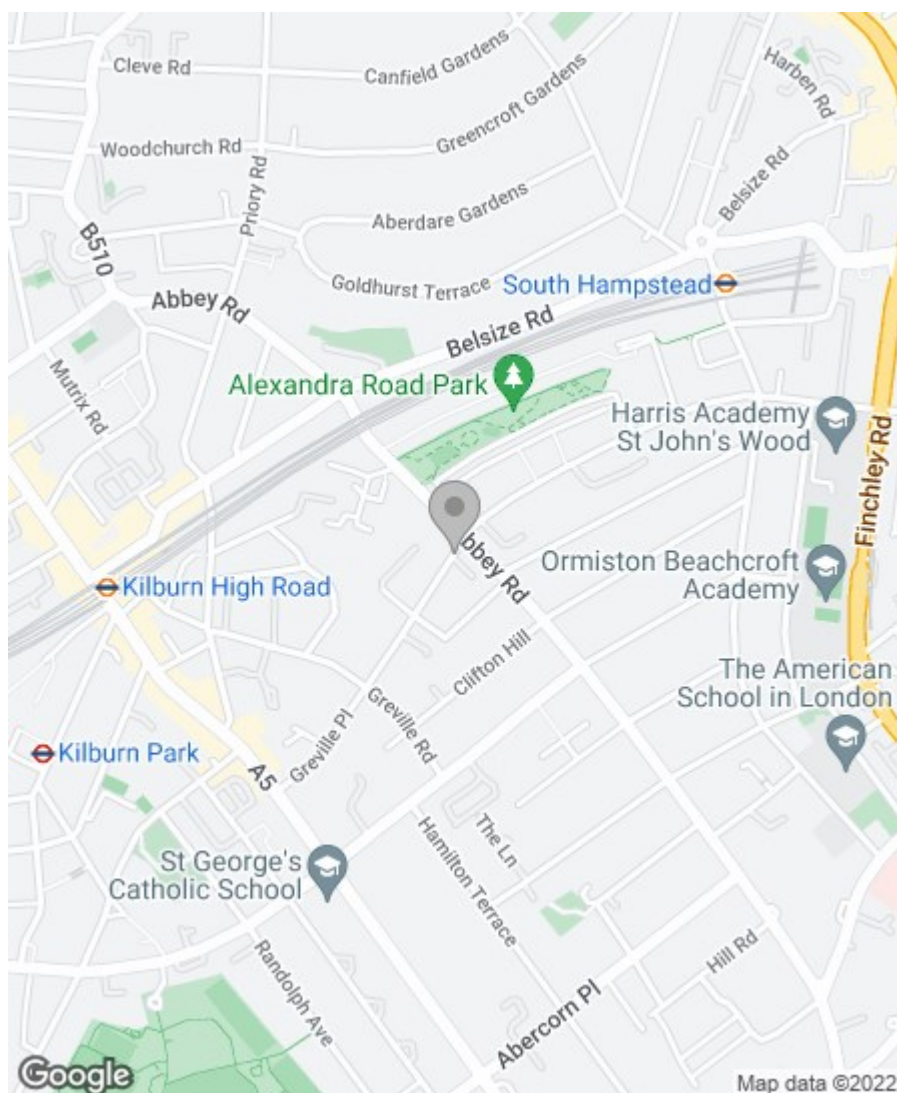 Cleve Rd
Canfield Gardens
Harben Rd
Greencroft Gardens
Woodchurch Rd
Priory Rd
Belsize Rd
Aberdare Gardens
B510
Goldhurst Terrace
South Hampstead
Abbey Rd
Belsize Rd
Mutrix Rd
Alexandra Road Park
Harris Academy
St John's Wood
Finchley Rd
Abbey Rd
Ormiston Beachcroft
Academy
Kilburn High Road
Clifton Hill
The American
School in London
Greville Pl
Greville Rd
Kilburn Park
A5
St George's
Catholic School
Hamilton Terrace
The Ln
Randolph Ave
Hill Rd
Abercorn Pl
Google
Map data ©2022